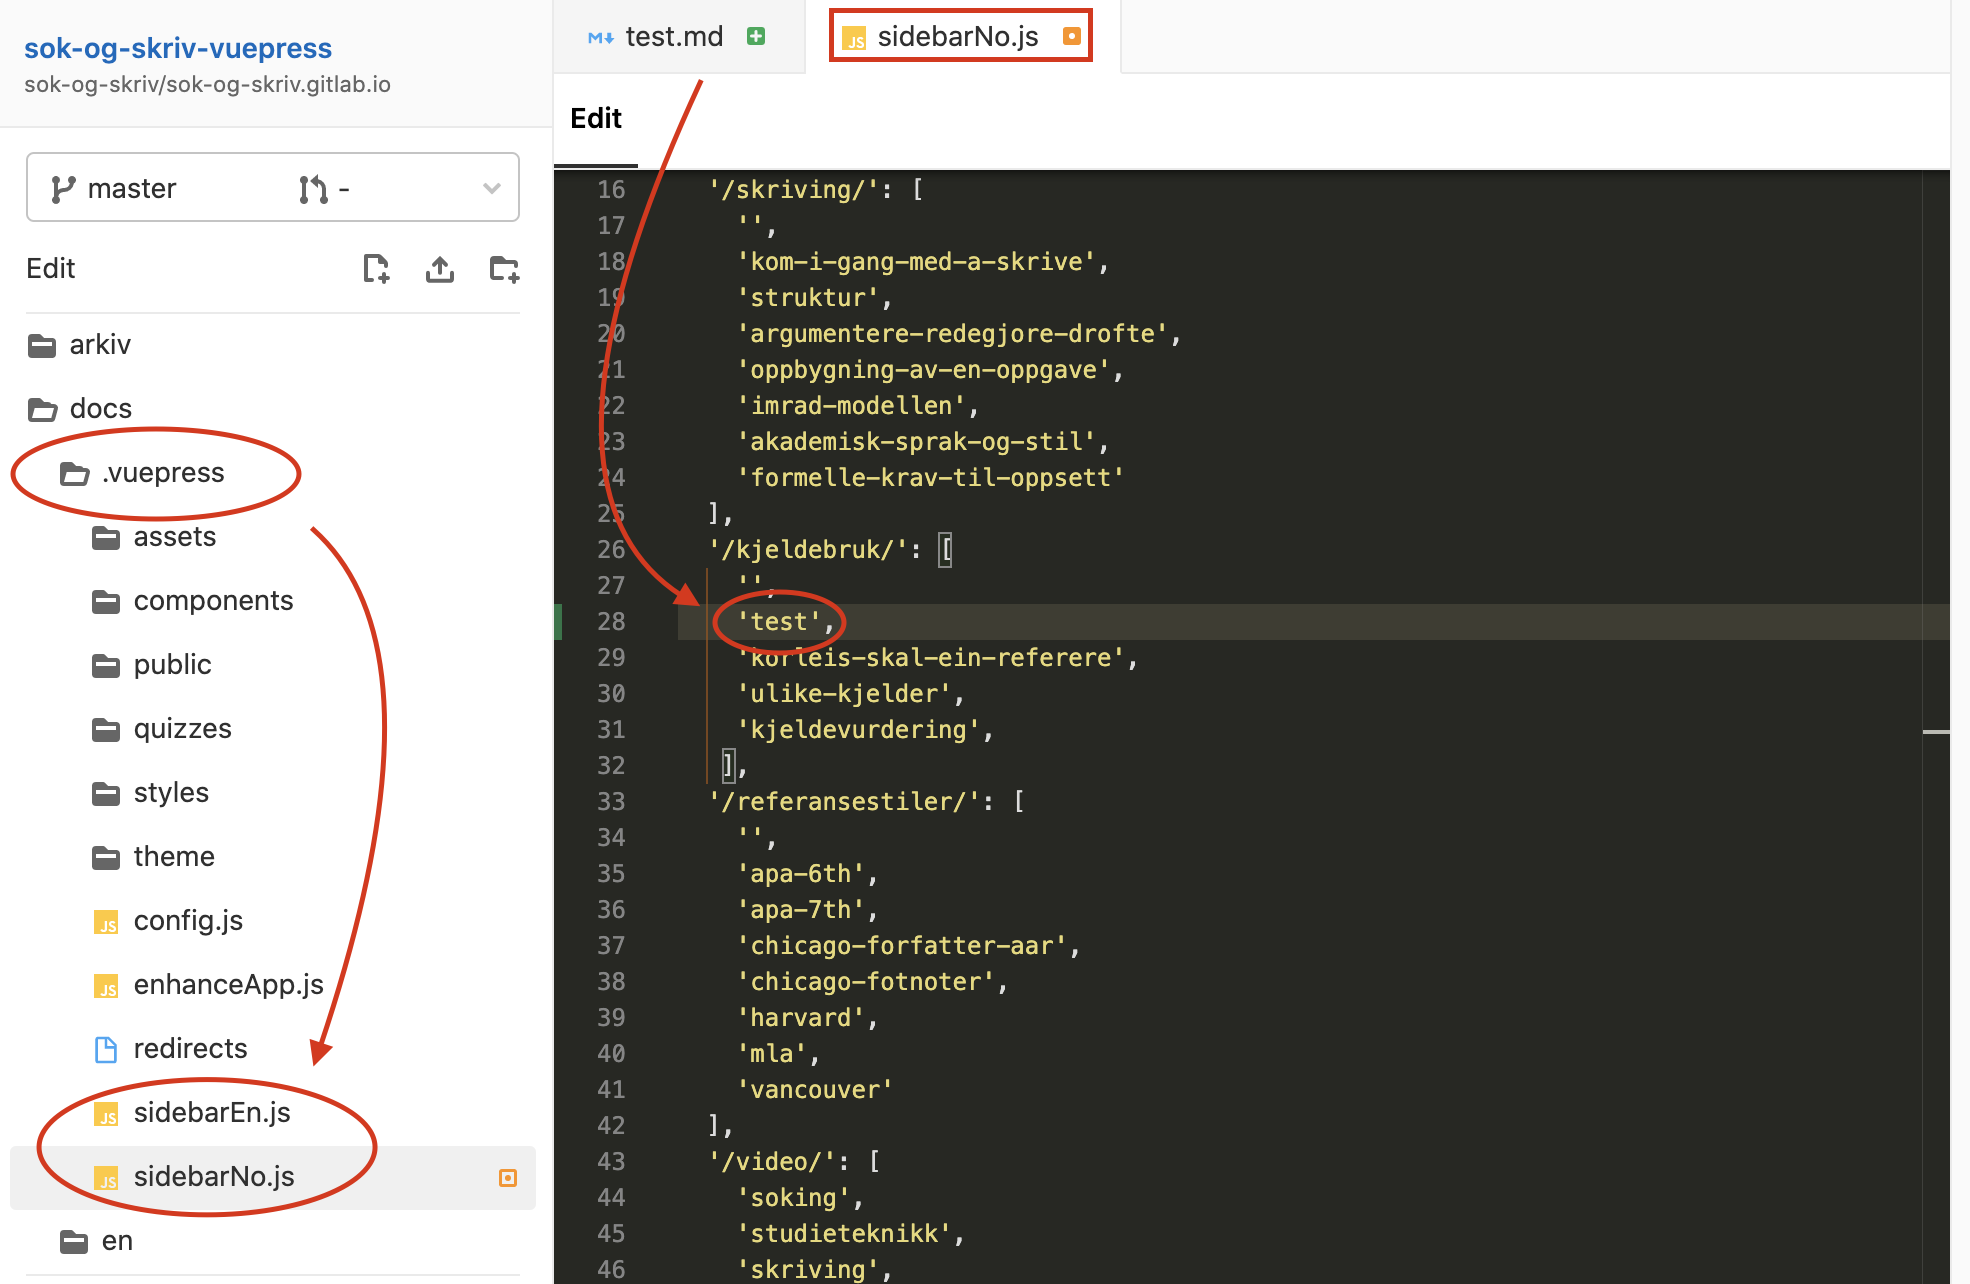 sok-og-skriv-vuepress
sok-og-skriv/sok-og-skriv.gitlab.io
master -
Edit
arkiv
docs
.vuepress
assets
components
public
quizzes
styles
theme
JS config.js
JS enhanceApp.js
redirects
JS sidebarEn.js
JS sidebarNo.js
en
M test.md
JS sidebarNo.js
Edit
16 '/skriving/': [
17 '',
18 'kom-i-gang-med-a-skrive',
19 'struktur',
20 'argumentere-redegjore-drofte',
21 'oppbygning-av-en-oppgave',
22 'imrad-modellen',
23 'akademisk-sprak-og-stil',
24 'formelle-krav-til-oppsett'
25 ],
26 '/kjeldebruk/': [
27 '',
28 'test',
29 'korleis-skal-ein-referere',
30 'ulike-kjelder',
31 'kjeldevurdering',
32 ],
33 '/referansestiler/': [
34 '',
35 'apa-6th',
36 'apa-7th',
37 'chicago-forfatter-aar',
38 'chicago-fotnoter',
39 'harvard',
40 'mla',
41 'vancouver'
42 ],
43 '/video/': [
44 'soking',
45 'studieteknikk',
46 'skriving',